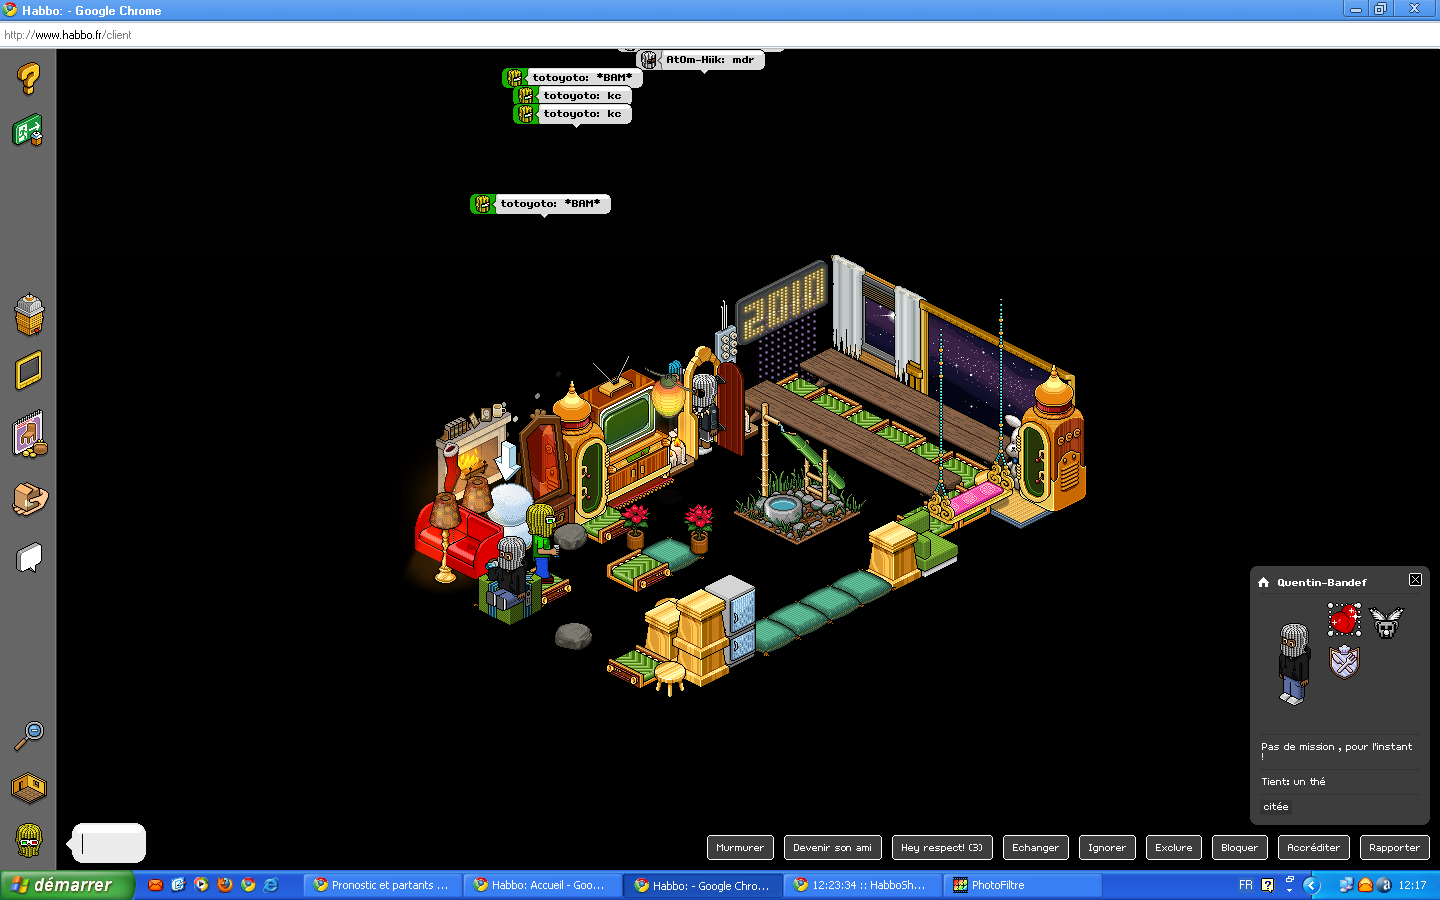 Habbo: - Google Chrome
http://www.habbo.fr/client
AtOm-Hiik: mdr
totoyoto: *BAM*
totoyoto: kc
totoyoto: kc
totoyoto: *BAM*
2010
Quentin-Bandef
Pas de mission , pour l'instant
!
Tient: un thé
citée
Murmurer
Devenir son ami
Hey respect! (3)
Echanger
Ignorer
Exclure
Bloquer
Accréditer
Rapporter
démarrer
Pronostic et partants ...
Habbo: Accueil - Goo...
Habbo: - Google Chro...
12:23:34 :: HabboSh...
PhotoFiltre
FR
12:17